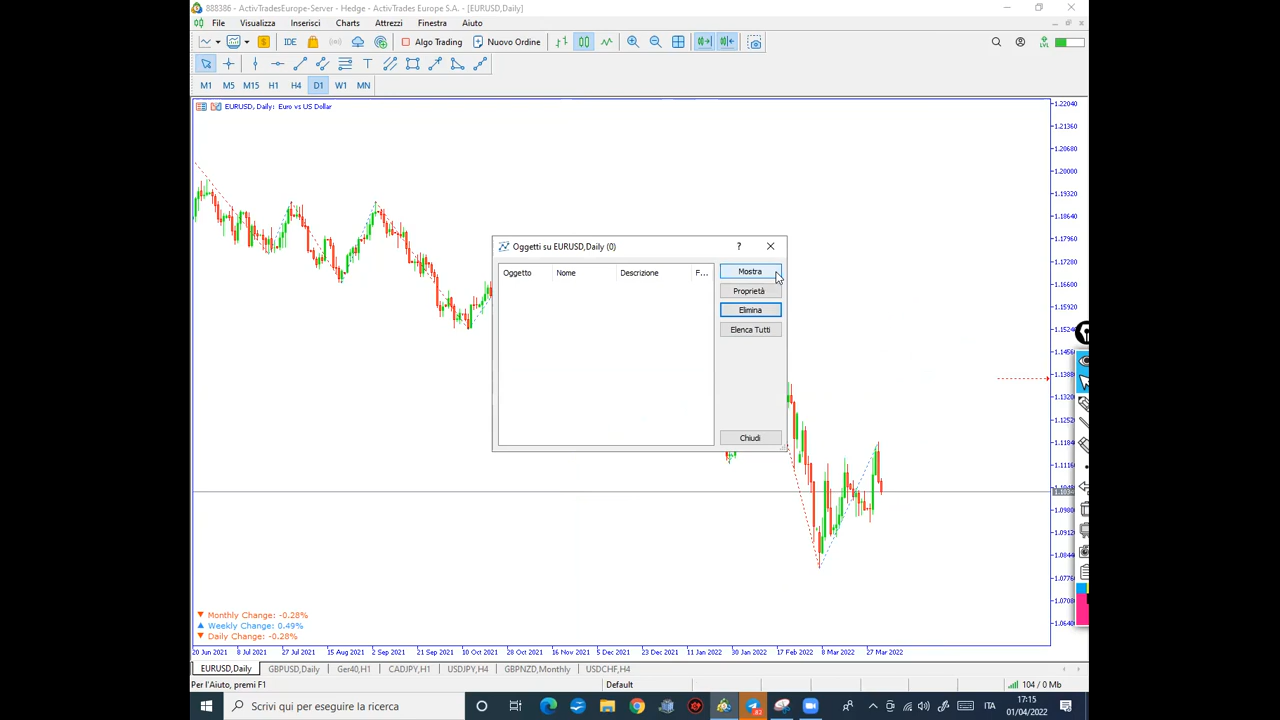 888386 - ActivTradesEurope-Server - Hedge - ActivTrades Europe S.A. - [EURUSD,Daily]
File Visualizza Inserisci Charts Attrezzi Finestra Aiuto
IDE Algo Trading Nuovo Ordine LVL
M1 M5 M15 H1 H4 D1 W1 MN
EURUSD, Daily: Euro vs US Dollar
1.22040
1.21360
1.20680
1.20000
1.19320
1.18640
1.17960
1.17280
1.16600
1.15920
1.15240
1.14560
1.13880
1.13200
1.12520
1.11840
1.11160
1.09800
1.09120
1.08440
1.07760
1.07080
1.06400
Oggetti su EURUSD,Daily (0)
Oggetto Nome Descrizione F...
Mostra
Proprietà
Elimina
Elenca Tutti
Chiudi
Monthly Change: -0.28%
Weekly Change: 0.49%
Daily Change: -0.28%
20 Jun 2021 8 Jul 2021 27 Jul 2021 15 Aug 2021 2 Sep 2021 21 Sep 2021 10 Oct 2021 28 Oct 2021 16 Nov 2021 5 Dec 2021 23 Dec 2021 11 Jan 2022 30 Jan 2022 17 Feb 2022 8 Mar 2022 27 Mar 2022
EURUSD,Daily GBPUSD,Daily Ger40,H1 CADJPY,H1 USDJPY,H4 GBPNZD,Monthly USDCHF,H4
Per l'Aiuto, premi F1 Default 104 / 0 Mb
Scrivi qui per eseguire la ricerca
83
ITA
17:15
01/04/2022